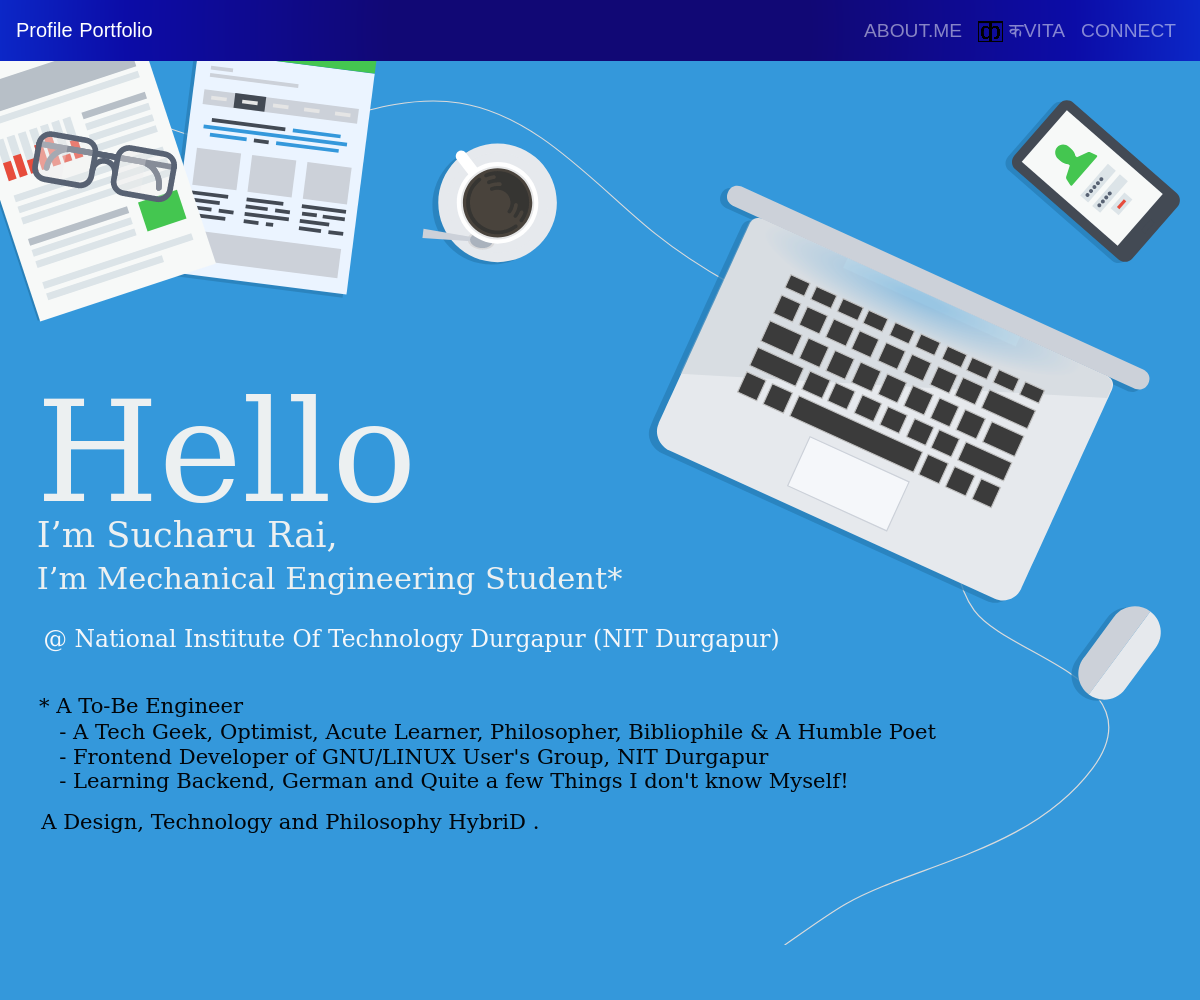 Profile Portfolio
ABOUT.ME क कVITA CONNECT
Hello
I’m Sucharu Rai,
I’m Mechanical Engineering Student*
@ National Institute Of Technology Durgapur (NIT Durgapur)
* A To-Be Engineer
- A Tech Geek, Optimist, Acute Learner, Philosopher, Bibliophile & A Humble Poet
- Frontend Developer of GNU/LINUX User's Group, NIT Durgapur
- Learning Backend, German and Quite a few Things I don't know Myself!
A Design, Technology and Philosophy HybriD .